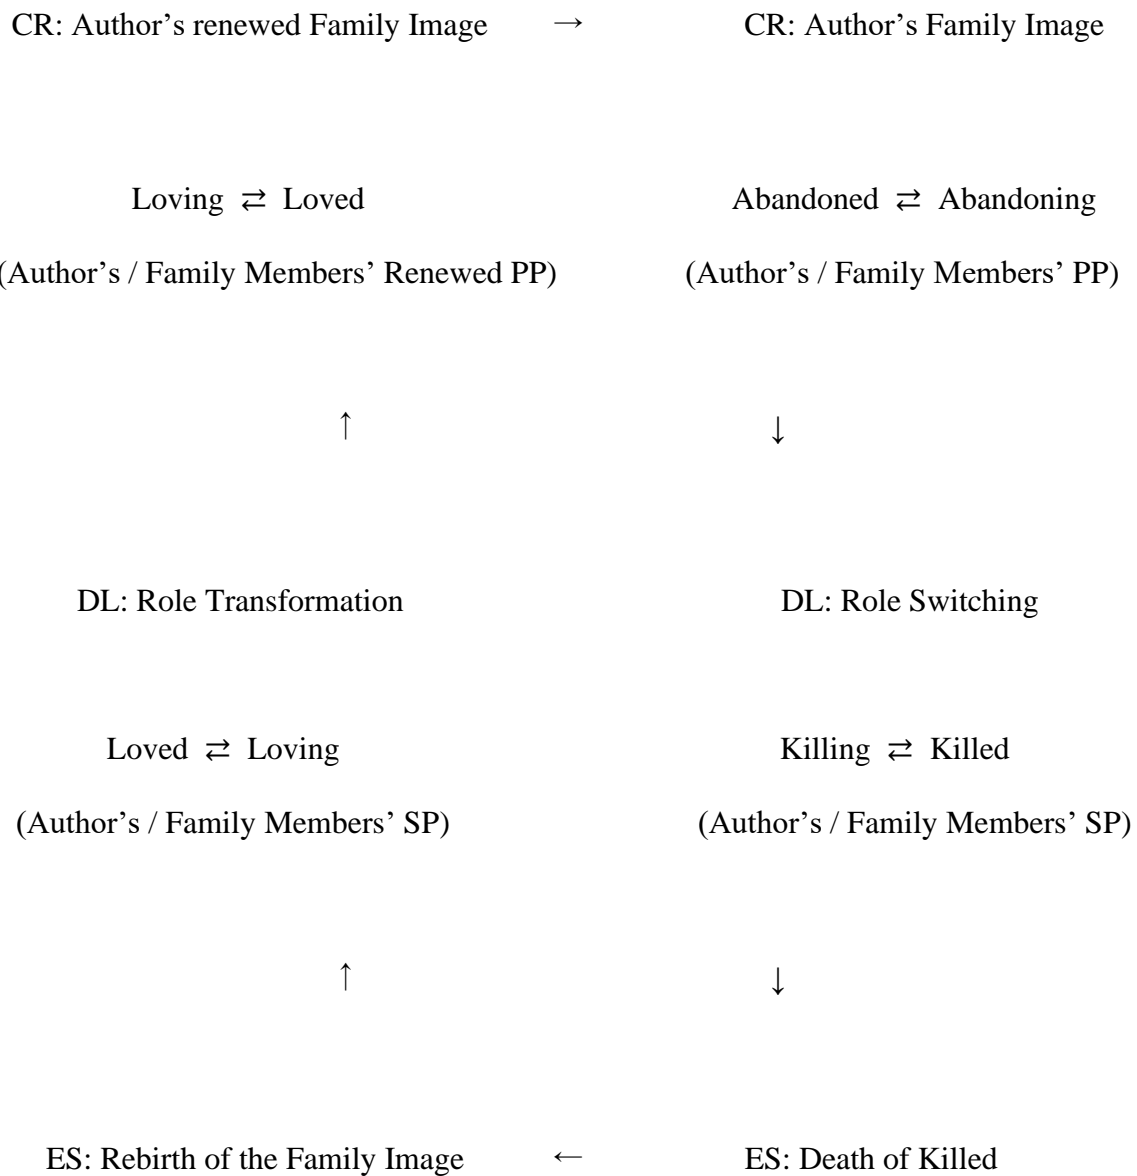 CR: Author’s renewed Family Image → CR: Author’s Family Image
Loving ⇄ Loved Abandoned ⇄ Abandoning
(Author’s / Family Members’ Renewed PP) (Author’s / Family Members’ PP)
↑ ↓
DL: Role Transformation DL: Role Switching
Loved ⇄ Loving Killing ⇄ Killed
(Author’s / Family Members’ SP) (Author’s / Family Members’ SP)
↑ ↓
ES: Rebirth of the Family Image ← ES: Death of Killed